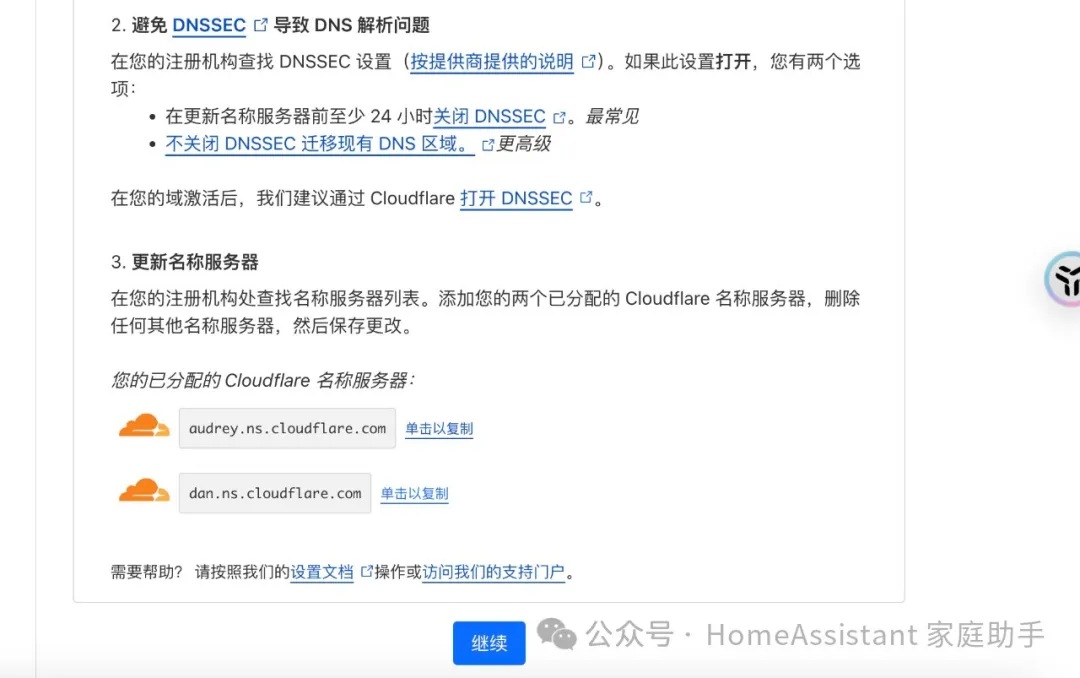 2. 避免 DNSSEC 导致 DNS 解析问题
在您的注册机构查找 DNSSEC 设置（按提供商提供的说明）。如果此设置打开，您有两个选
项：
• 在更新名称服务器前至少 24 小时关闭 DNSSEC。最常见
• 不关闭 DNSSEC 迁移现有 DNS 区域。更高级
在您的域激活后，我们建议通过 Cloudflare 打开 DNSSEC。
3. 更新名称服务器
在您的注册机构处查找名称服务器列表。添加您的两个已分配的 Cloudflare 名称服务器，删除
任何其他名称服务器，然后保存更改。
您的已分配的 Cloudflare 名称服务器：
audrey.ns.cloudflare.com 单击以复制
dan.ns.cloudflare.com 单击以复制
需要帮助？ 请按照我们的设置文档操作或访问我们的支持门户。
继续
公众号 · HomeAssistant 家庭助手